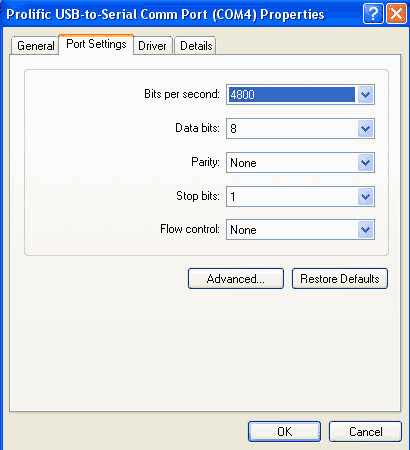 Prolific USB-to-Serial Comm Port (COM4) Properties
General Port Settings Driver Details
Bits per second: 4800
Data bits: 8
Parity: None
Stop bits: 1
Flow control: None
Advanced... Restore Defaults
OK Cancel